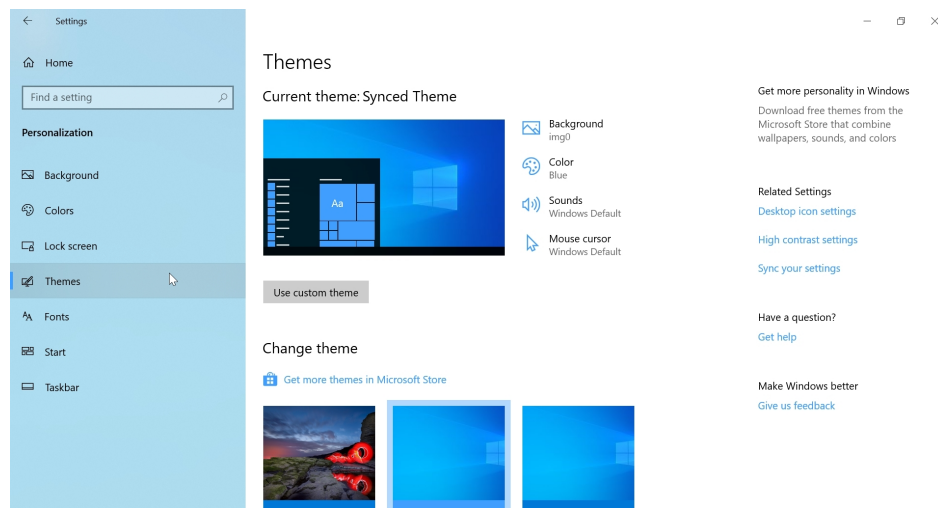 Settings
Home
Find a setting
Personalization
Background
Colors
Lock screen
Themes
Fonts
Start
Taskbar
Themes
Current theme: Synced Theme
Aa
Background
img0
Color
Blue
Sounds
Windows Default
Mouse cursor
Windows Default
Use custom theme
Change theme
Get more themes in Microsoft Store
Get more personality in Windows
Download free themes from the
Microsoft Store that combine
wallpapers, sounds, and colors
Related Settings
Desktop icon settings
High contrast settings
Sync your settings
Have a question?
Get help
Make Windows better
Give us feedback